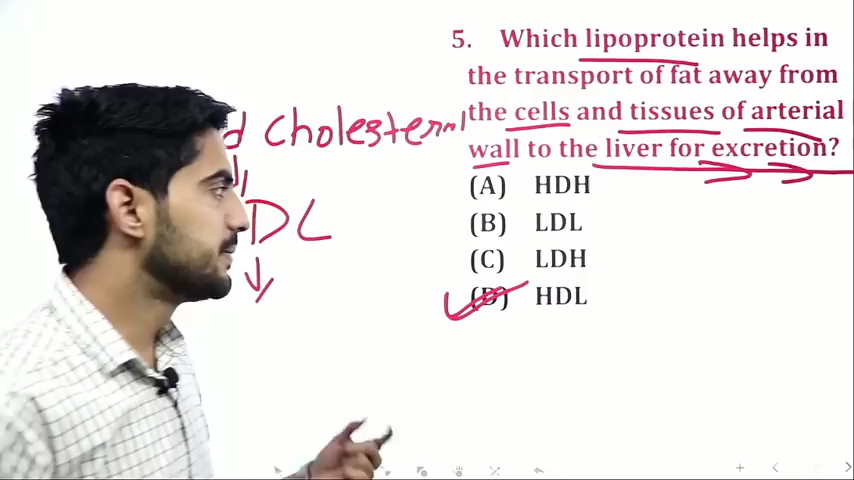 5. Which lipoprotein helps in
the transport of fat away from
the cells and tissues of arterial
wall to the liver for excretion?
(A) HDH
(B) LDL
(C) LDH
(D) HDL
d cholesterol
DL